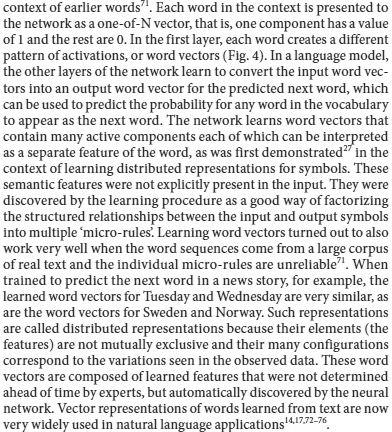 context of earlier words71. Each word in the context is presented to
the network as a one-of-N vector, that is, one component has a value
of 1 and the rest are 0. In the first layer, each word creates a different
pattern of activations, or word vectors (Fig. 4). In a language model,
the other layers of the network learn to convert the input word vec-
tors into an output word vector for the predicted next word, which
can be used to predict the probability for any word in the vocabulary
to appear as the next word. The network learns word vectors that
contain many active components each of which can be interpreted
as a separate feature of the word, as was first demonstrated27 in the
context of learning distributed representations for symbols. These
semantic features were not explicitly present in the input. They were
discovered by the learning procedure as a good way of factorizing
the structured relationships between the input and output symbols
into multiple ‘micro-rules’. Learning word vectors turned out to also
work very well when the word sequences come from a large corpus
of real text and the individual micro-rules are unreliable71. When
trained to predict the next word in a news story, for example, the
learned word vectors for Tuesday and Wednesday are very similar, as
are the word vectors for Sweden and Norway. Such representations
are called distributed representations because their elements (the
features) are not mutually exclusive and their many configurations
correspond to the variations seen in the observed data. These word
vectors are composed of learned features that were not determined
ahead of time by experts, but automatically discovered by the neural
network. Vector representations of words learned from text are now
very widely used in natural language applications14,17,72–76.